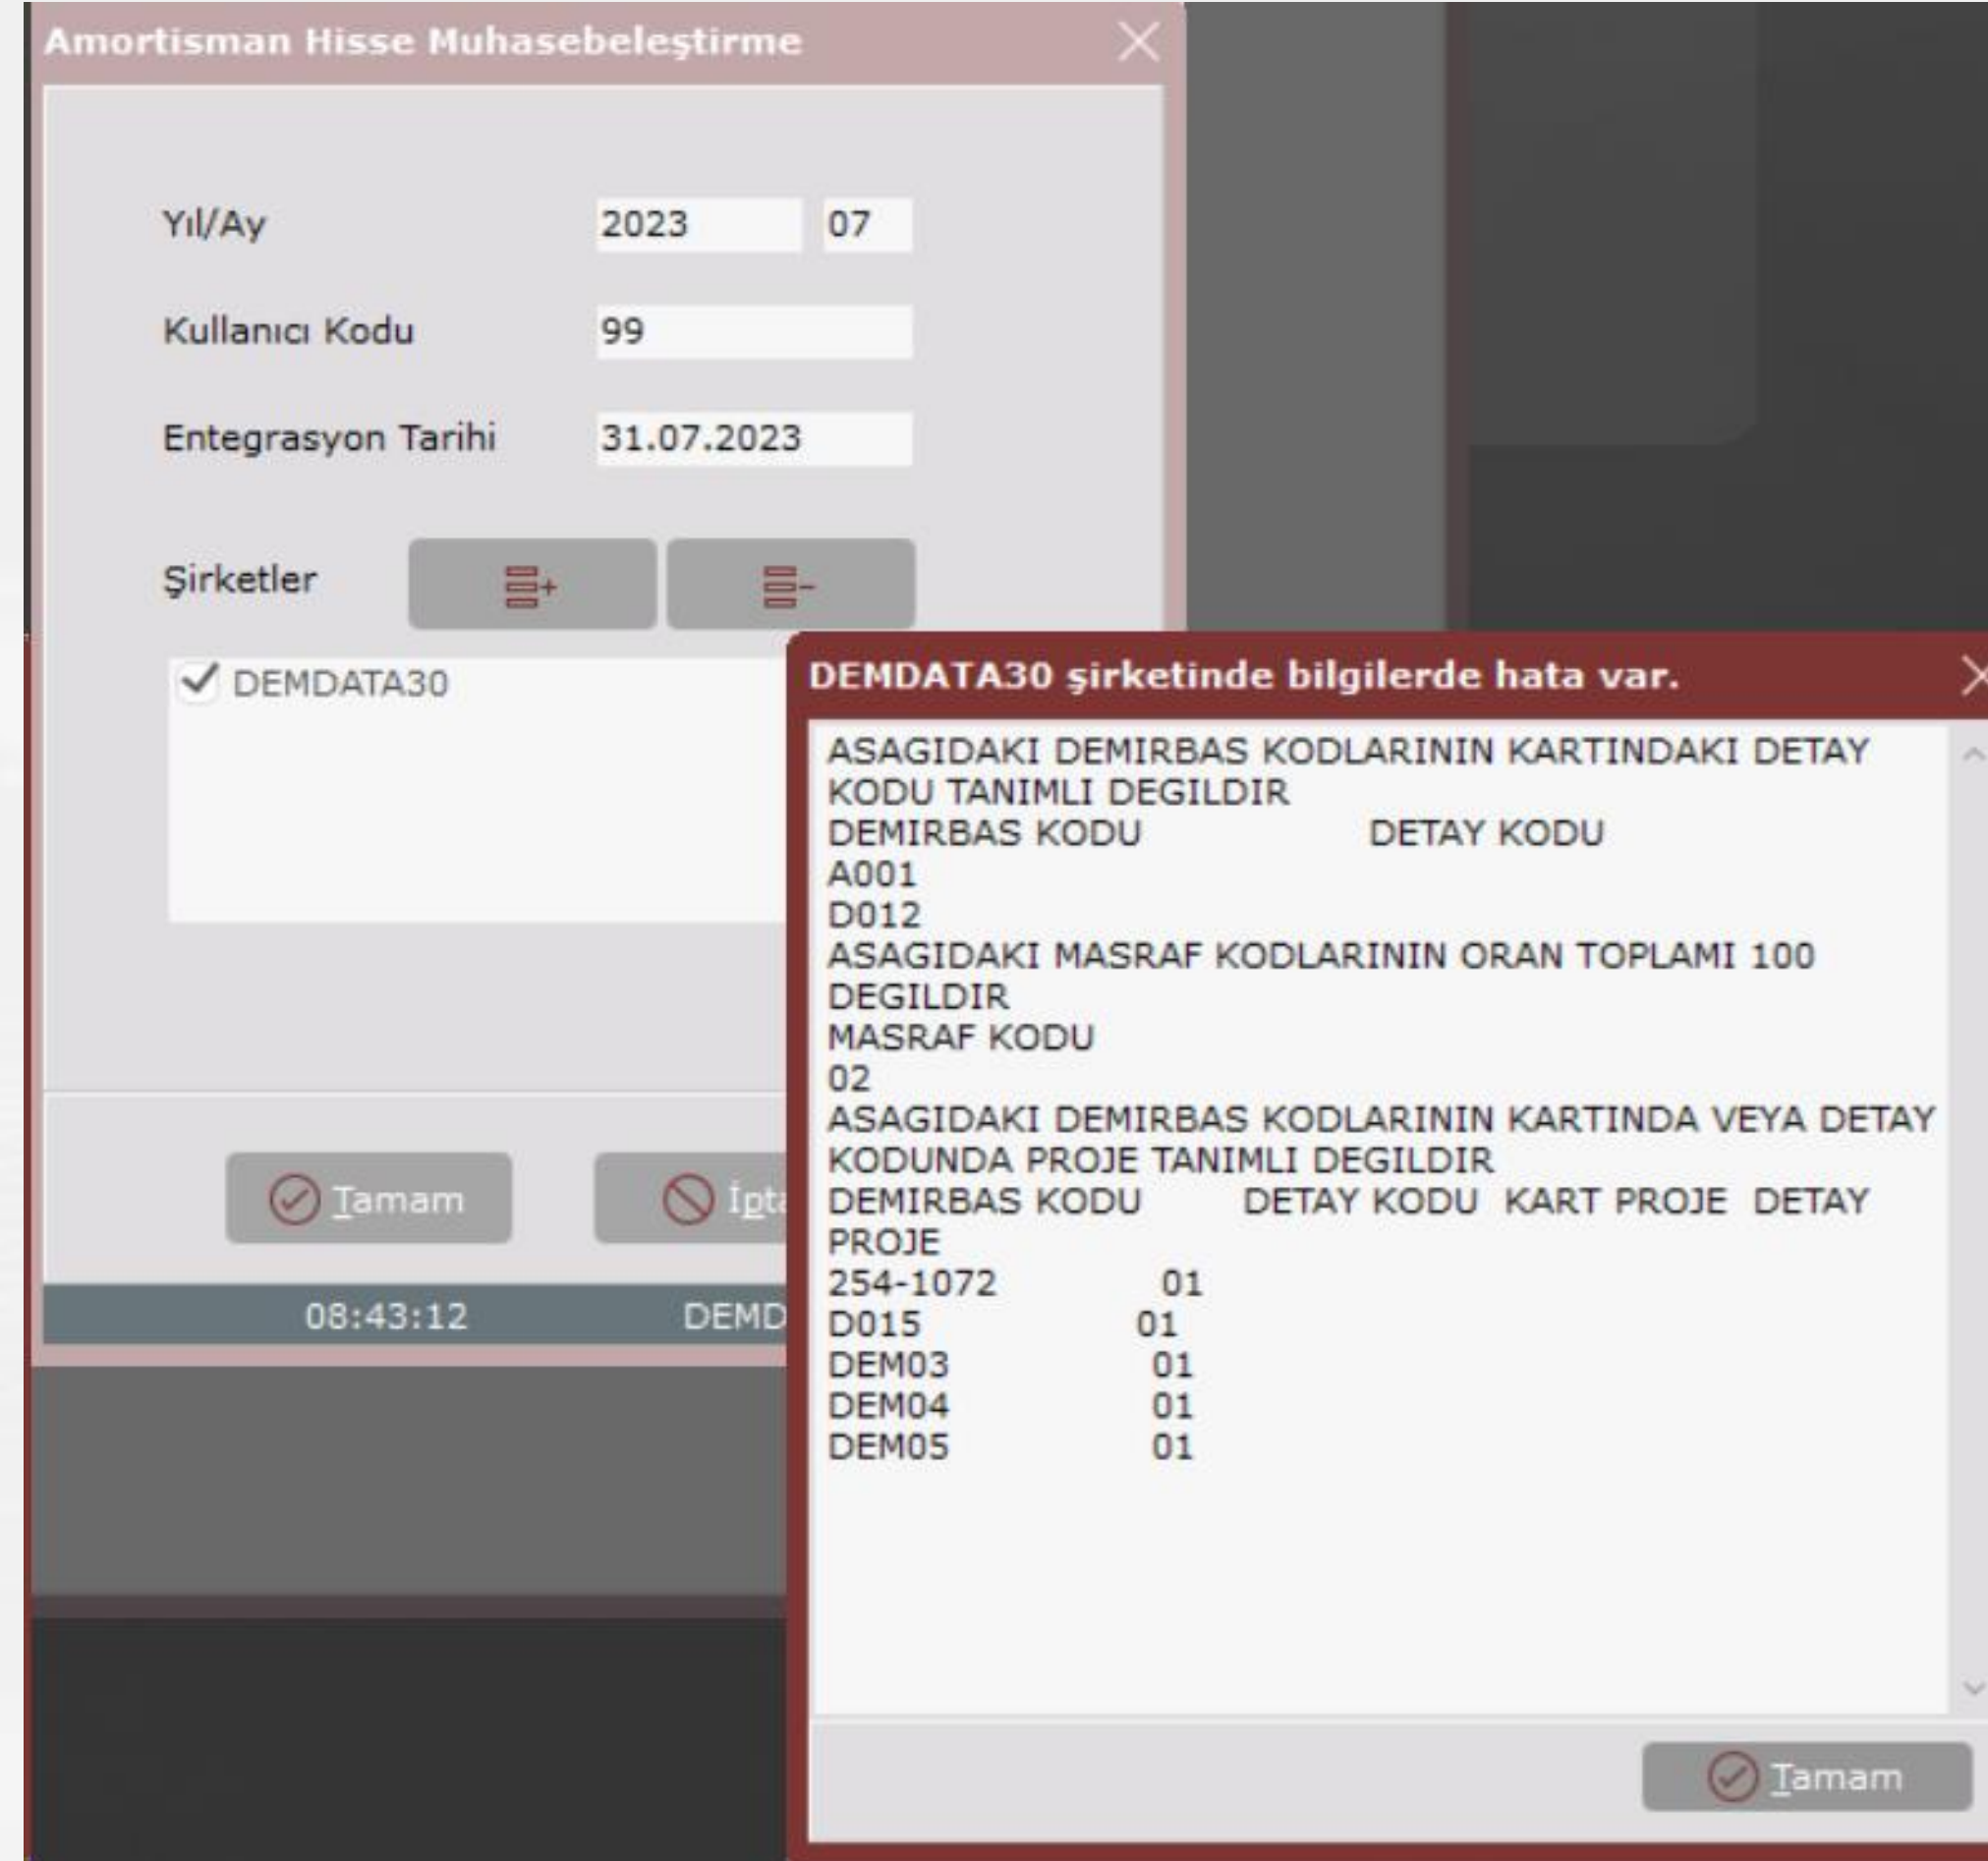 Amortisman Hisse Muhasebeleştirme
Yıl/Ay 2023 07
Kullanıcı Kodu 99
Entegrasyon Tarihi 31.07.2023
Şirketler
DEMDATA30
Tamam İpta
08:43:12 DEMD
DEMDATA30 şirketinde bilgilerde hata var.
ASAGIDAKI DEMIRBAS KODLARININ KARTINDAKI DETAY
KODU TANIMLI DEGILDIR
DEMIRBAS KODU DETAY KODU
A001
D012
ASAGIDAKI MASRAF KODLARININ ORAN TOPLAMI 100
DEGILDIR
MASRAF KODU
02
ASAGIDAKI DEMIRBAS KODLARININ KARTINDA VEYA DETAY
KODUNDA PROJE TANIMLI DEGILDIR
DEMIRBAS KODU DETAY KODU KART PROJE DETAY
PROJE
254-1072 01
D015 01
DEM03 01
DEM04 01
DEM05 01
Tamam